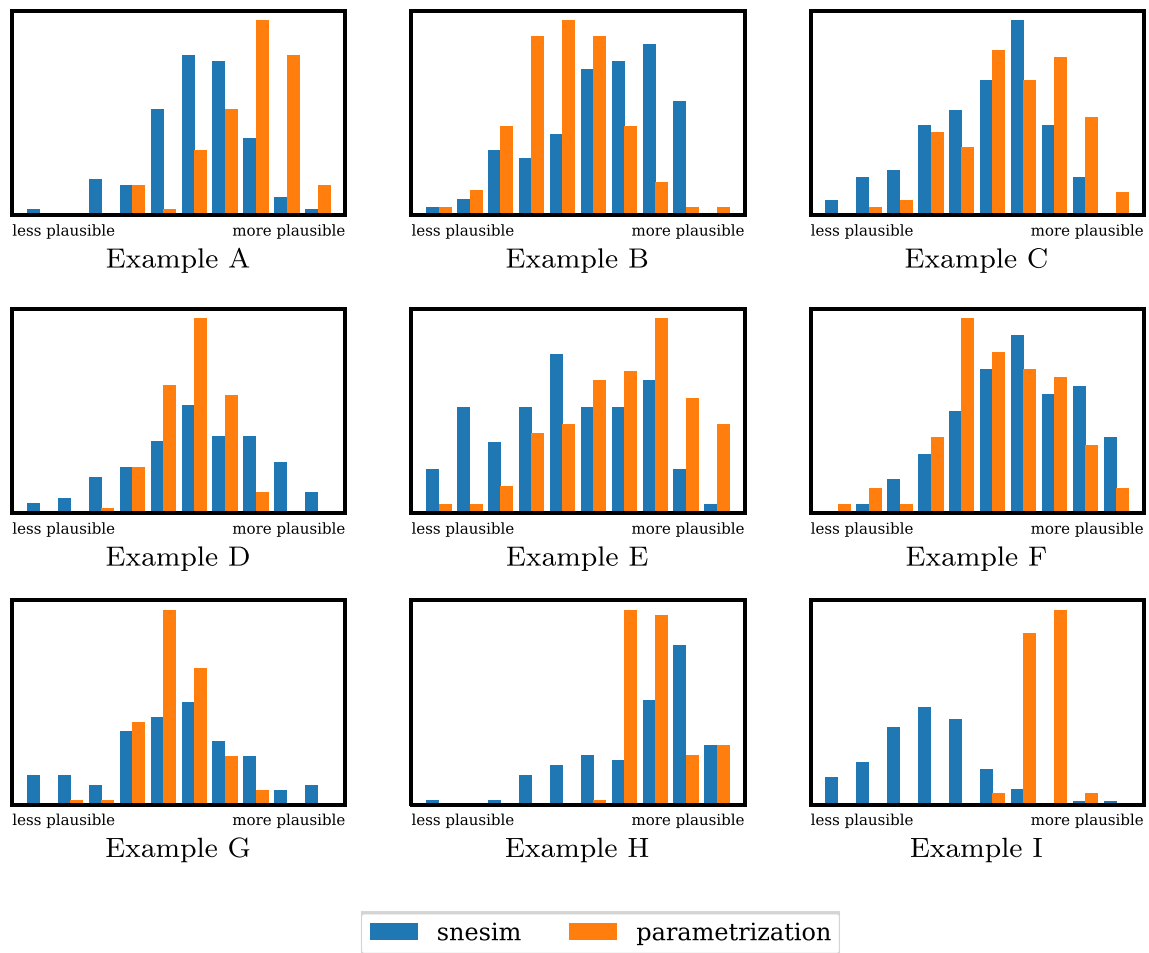 less plausible more plausible less plausible more plausible less plausible more plausible
Example A Example B Example C
less plausible more plausible less plausible more plausible less plausible more plausible
Example D Example E Example F
less plausible more plausible less plausible more plausible less plausible more plausible
Example G Example H Example I
snesim parametrization